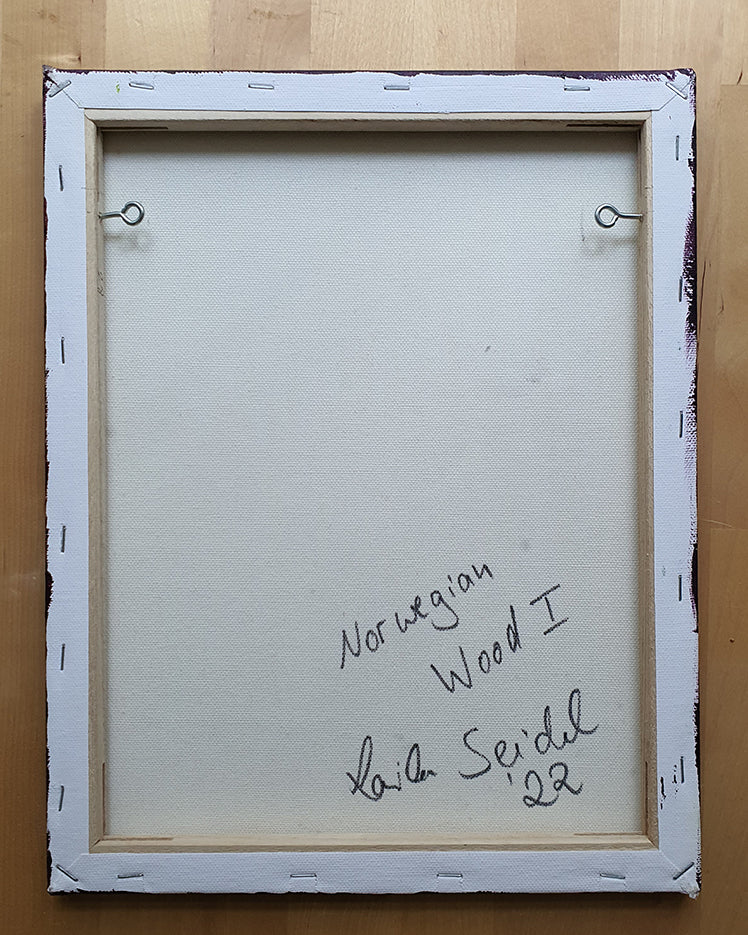 Norwegian
Wood I
Seidel
'22